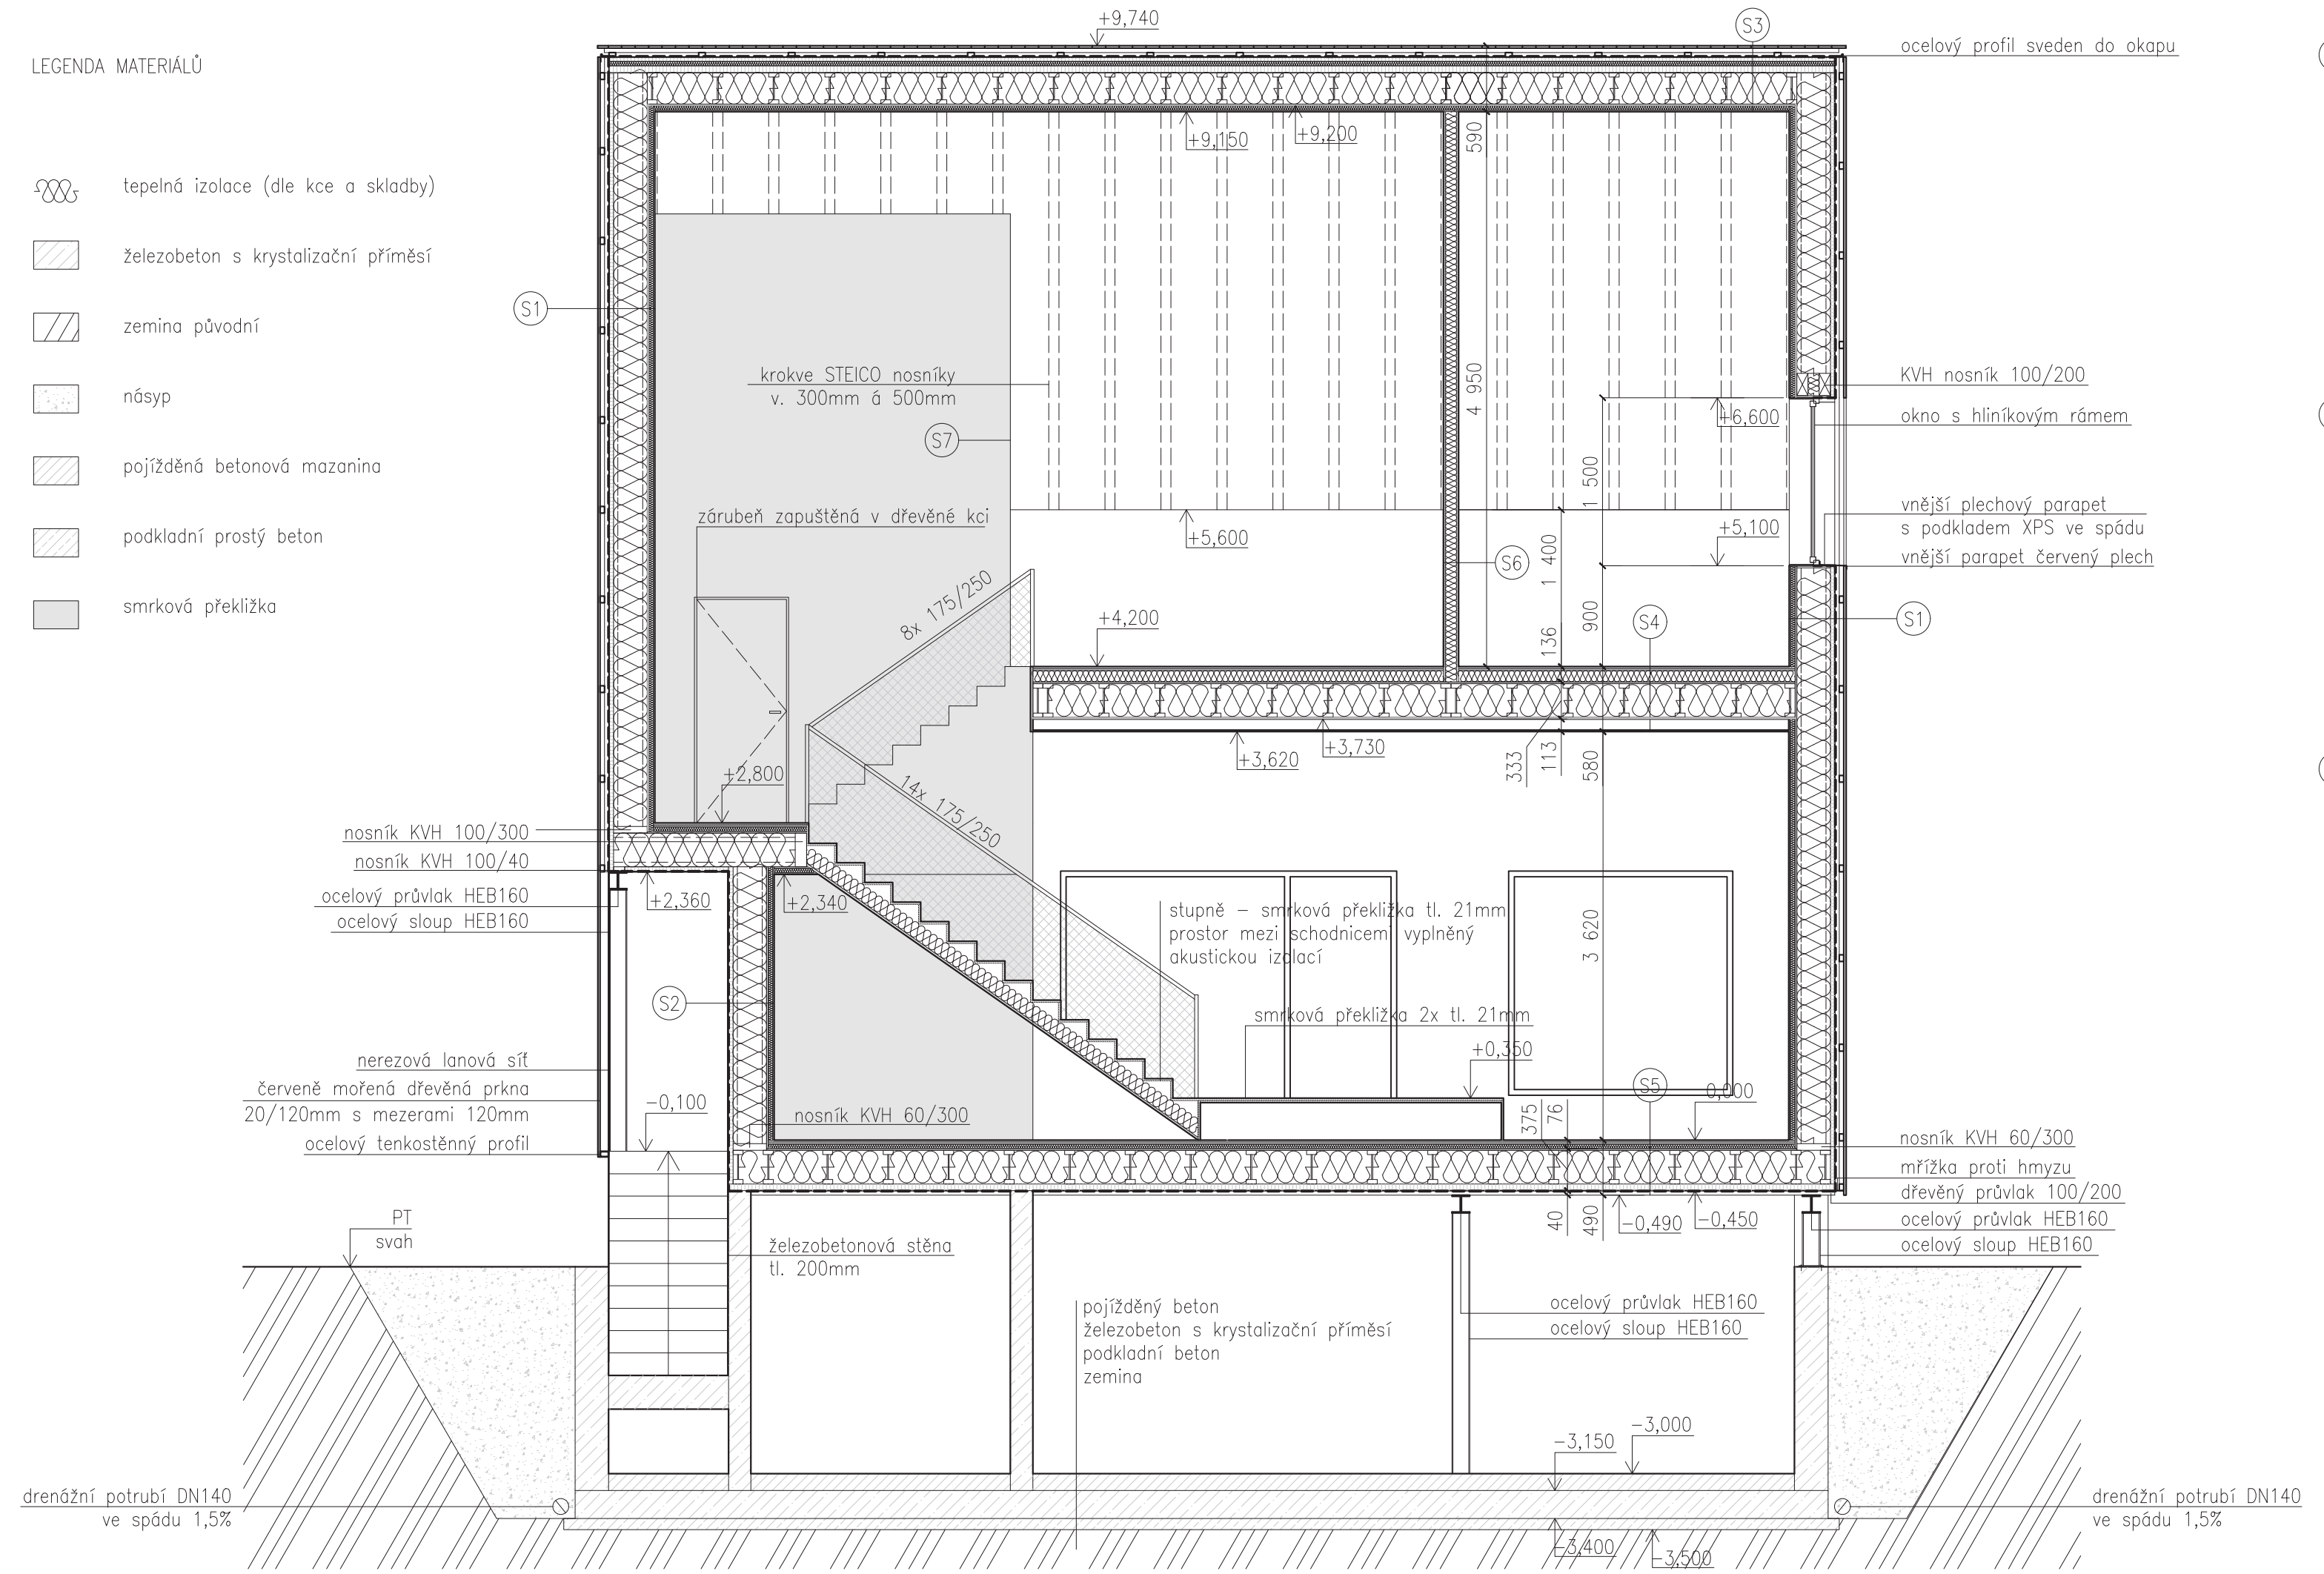 LEGENDA MATERIÁLŮ
tepelná izolace (dle kce a skladby)
železobeton s krystalizační příměsí
zemina původní
násyp
pojížděná betonová mazanina
podkladní prostý beton
smrková překližka
+9,740
S3
ocelový profil sveden do okapu
+9,150
+9,200
590
S1
krokve STEICO nosníky
v. 300mm á 500mm
S7
4 950
KVH nosník 100/200
+6,600
okno s hliníkovým rámem
1 500
zárubeň zapuštěná v dřevěné kci
+5,600
+5,100
vnější plechový parapet
s podkladem XPS ve spádu
vnější parapet červený plech
S6
1 400
8x 175/250
+4,200
136
900
S4
S1
+2,800
14x 175/250
+3,620
+3,730
333
113
580
nosník KVH 100/300
nosník KVH 100/40
ocelový průvlak HEB160
ocelový sloup HEB160
+2,360
+2,340
stupně – smrková překližka tl. 21mm
prostor mezi schodnicemi vyplněný
akustickou izolací
3 620
S2
smrková překližka 2x tl. 21mm
+0,350
S5
0,000
nerezová lanová síť
červeně mořená dřevěná prkna
20/120mm s mezerami 120mm
ocelový tenkostěnný profil
-0,100
nosník KVH 60/300
375
76
nosník KVH 60/300
mřížka proti hmyzu
dřevěný průvlak 100/200
ocelový průvlak HEB160
ocelový sloup HEB160
40
490
-0,490
-0,450
PT
svah
železobetonová stěna
tl. 200mm
pojížděný beton
železobeton s krystalizační příměsí
podkladní beton
zemina
ocelový průvlak HEB160
ocelový sloup HEB160
-3,150
-3,000
drenážní potrubí DN140
ve spádu 1,5%
drenážní potrubí DN140
ve spádu 1,5%
-3,400
-3,500